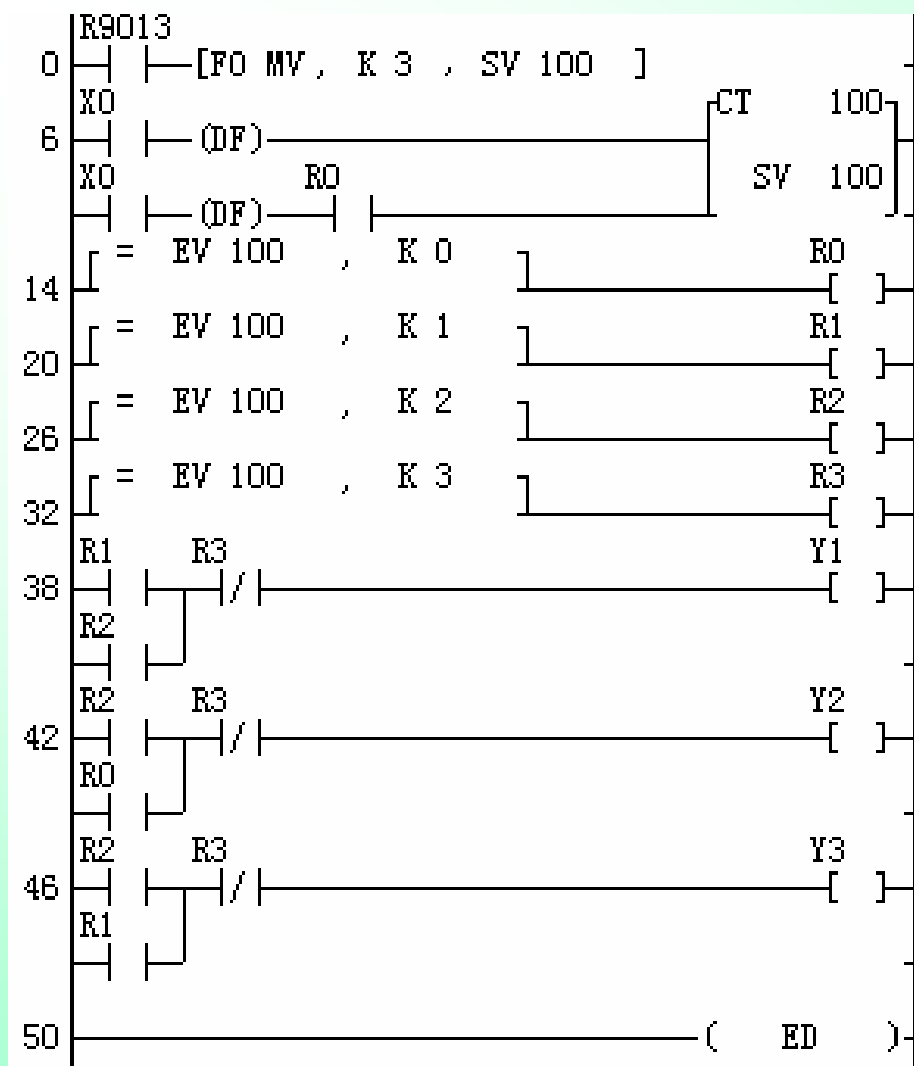 R9013
0 [F0 MV , K 3 , SV 100 ]
X0 CT 100
6 (DF)
X0 R0 SV 100
(DF)
= EV 100 , K 0 R0
14 [ ]
= EV 100 , K 1 R1
20 [ ]
= EV 100 , K 2 R2
26 [ ]
= EV 100 , K 3 R3
32 [ ]
R1 R3 Y1
38 / [ ]
R2
R2 R3 Y2
42 / [ ]
R0
R2 R3 Y3
46 / [ ]
R1
50 ( ED )